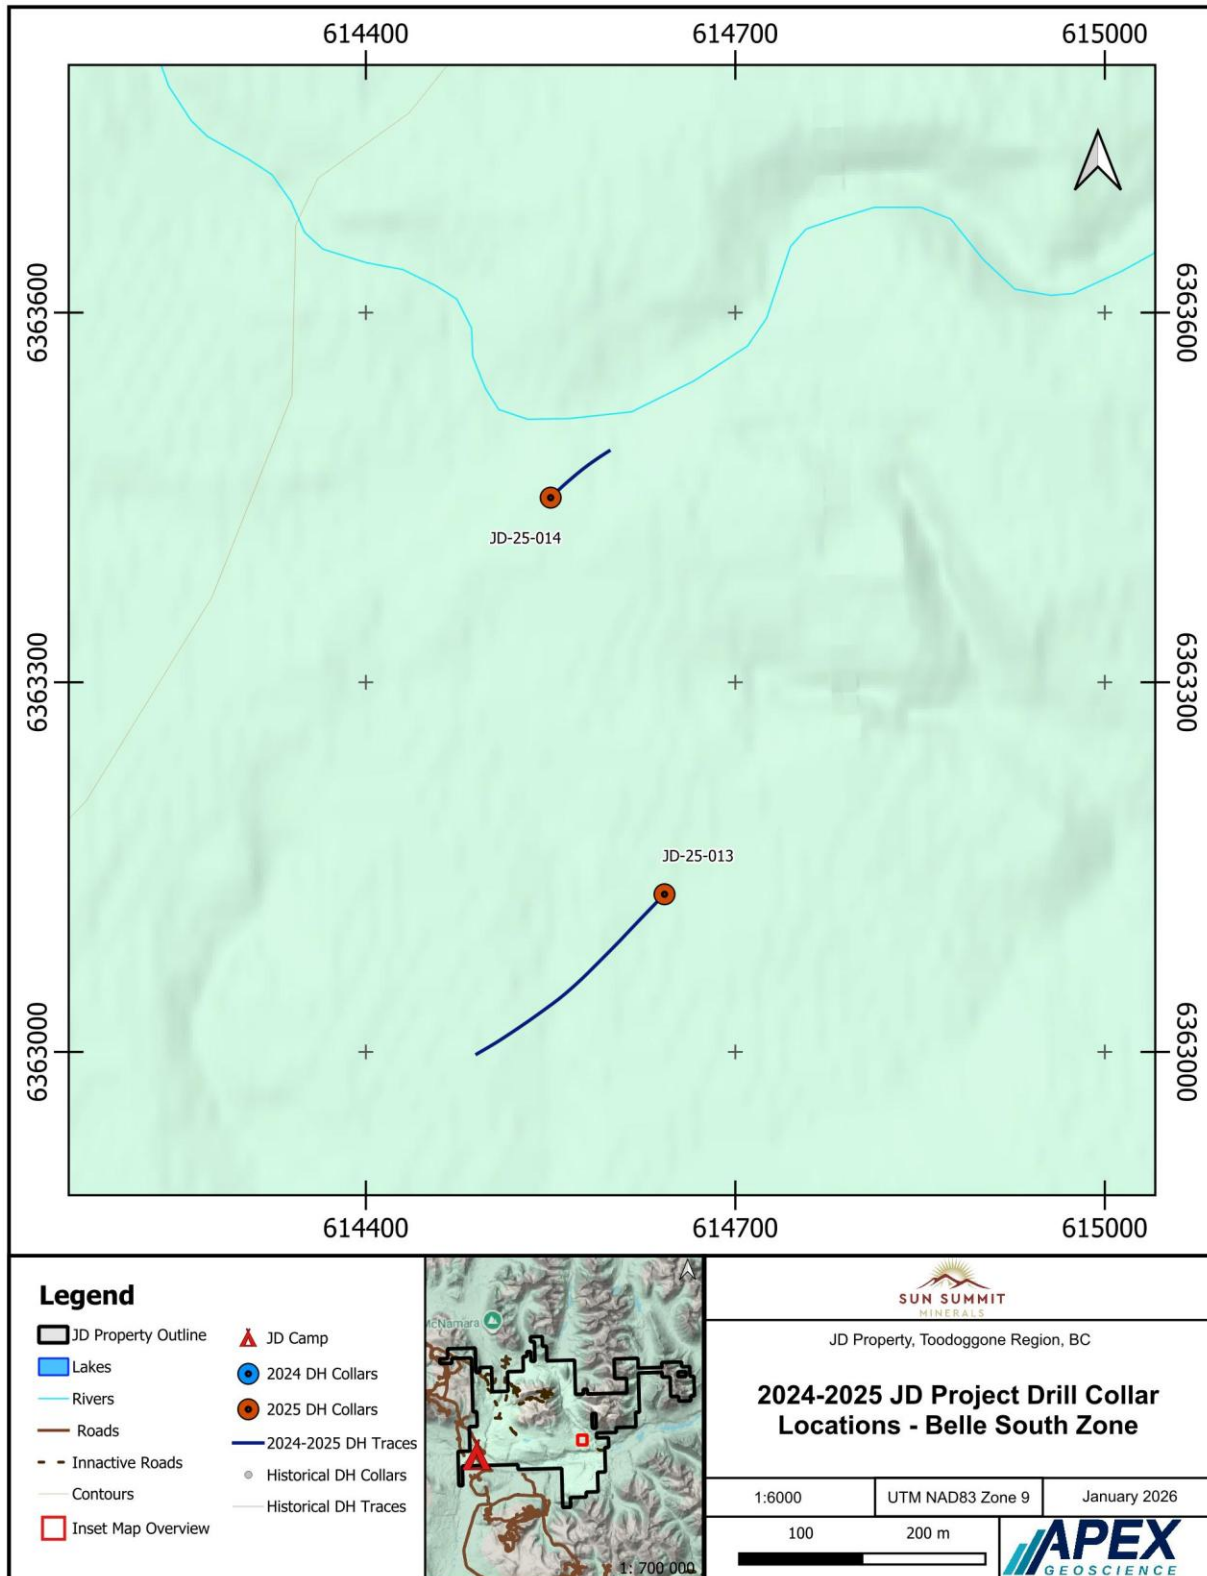 614400 614700 615000
6363600 6363600
JD-25-014
6363300 6363300
JD-25-013
6363000 6363000
614400 614700 615000
Legend
JD Property Outline
Lakes
Rivers
Roads
Innactive Roads
Contours
Inset Map Overview
JD Camp
2024 DH Collars
2025 DH Collars
2024-2025 DH Traces
Historical DH Collars
Historical DH Traces
McNamara
1: 700 000
SUN SUMMIT
MINERALS
JD Property, Toodoggone Region, BC
2024-2025 JD Project Drill Collar
Locations - Belle South Zone
1:6000 UTM NAD83 Zone 9 January 2026
100 200 m
APEX
GEOSCIENCE